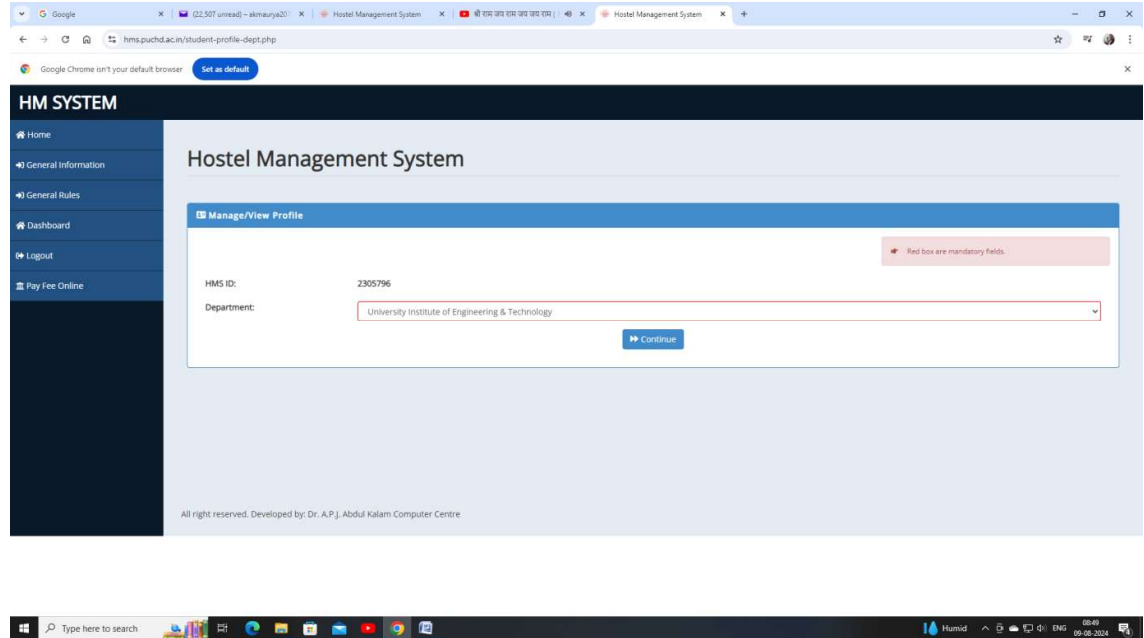 Google
(22,507 unread) – akmaurya20
Hostel Management System
श्री राम जय राम जय जय राम |
Hostel Management System
hms.puchd.ac.in/student-profile-dept.php
Google Chrome isn't your default browser
Set as default
HM SYSTEM
Home
General Information
General Rules
Dashboard
Logout
Pay Fee Online
Hostel Management System
Manage/View Profile
Red box are mandatory fields.
HMS ID: 2305796
Department: University Institute of Engineering & Technology
Continue
All right reserved. Developed by: Dr. A.P.J. Abdul Kalam Computer Centre
Type here to search
Humid
ENG
08:49
09-08-2024